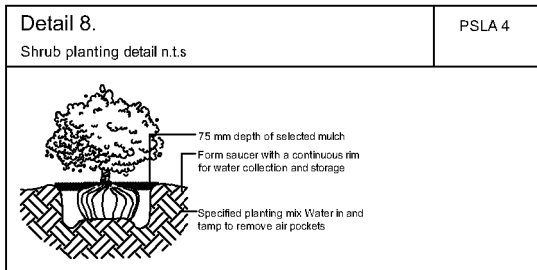 Detail 8.
PSLA 4
Shrub planting detail n.t.s
75 mm depth of selected mulch
Form saucer with a continuous rim
for water collection and storage
Specified planting mix Water in and
tamp to remove air pockets